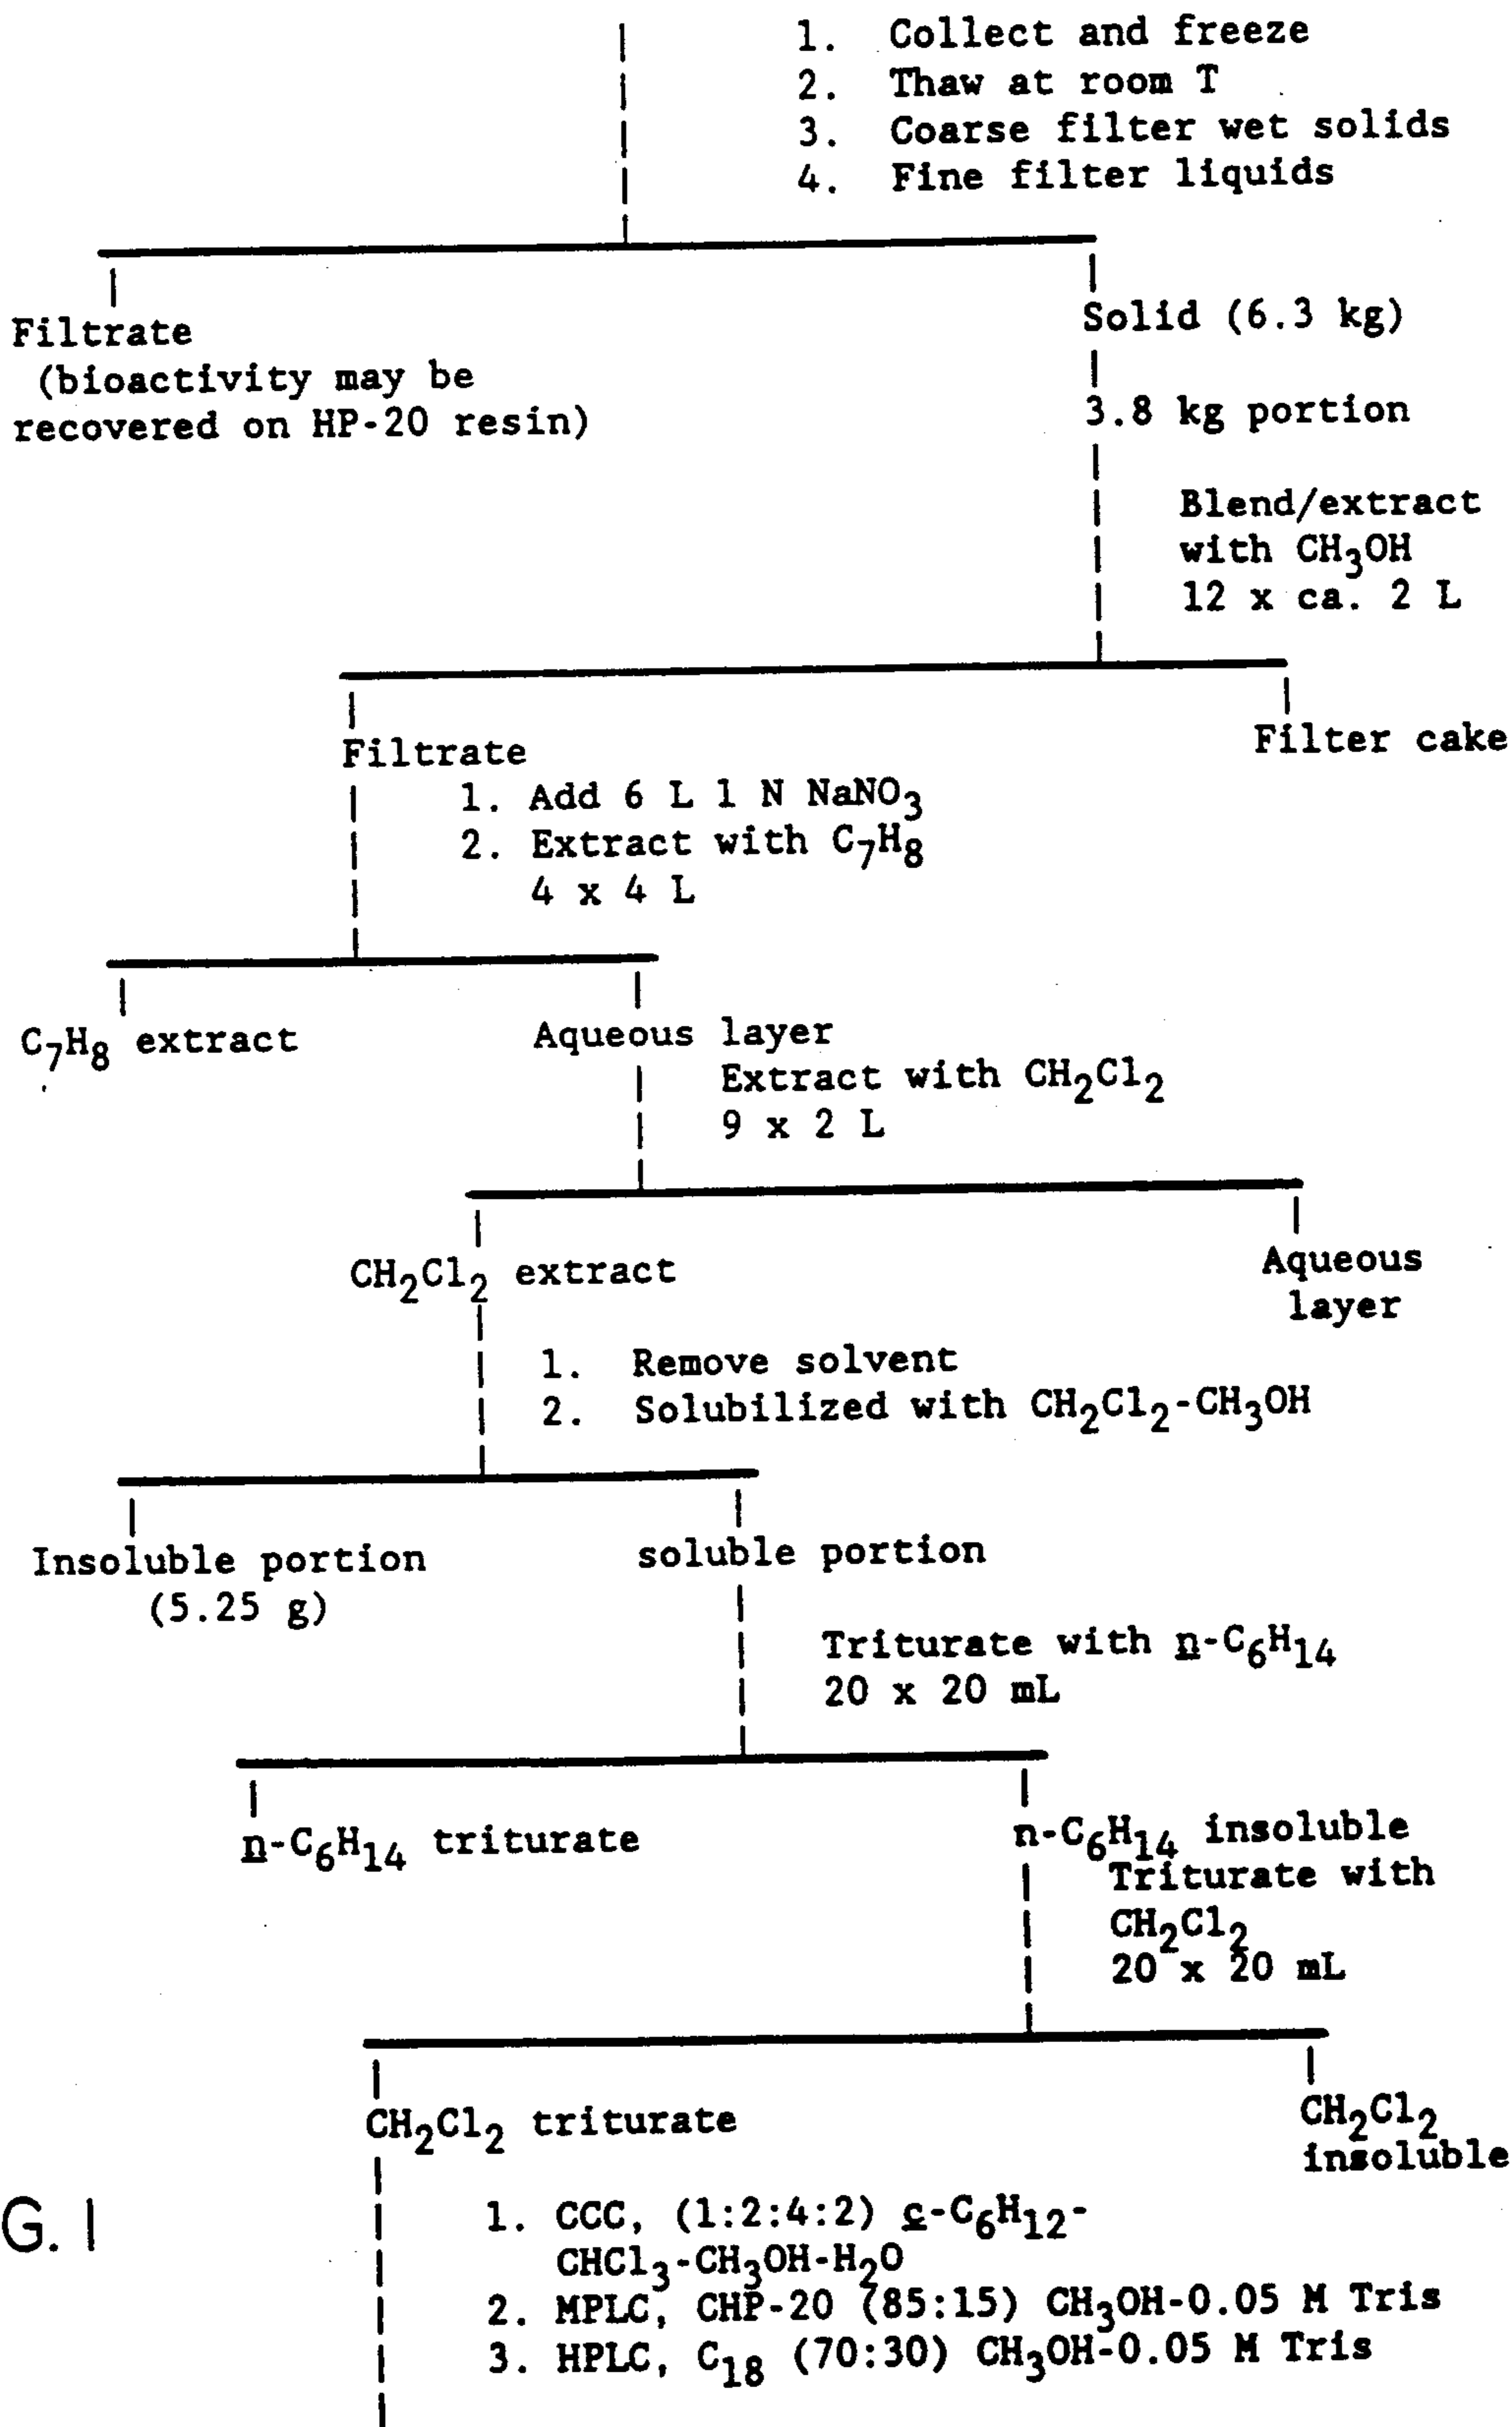 1. Collect and freeze
2. Thaw at room T
3. Coarse filter wet solids
4. Fine filter liquids
Filtrate
(bioactivity may be
recovered on HP-20 resin)
Solid (6.3 kg)
3.8 kg portion
Blend/extract
with CH3OH
12 x ca. 2 L
Filtrate
Filter cake
1. Add 6 L 1 N NaNO3
2. Extract with C7H8
4 x 4 L
C7H8 extract
Aqueous layer
Extract with CH2Cl2
9 x 2 L
CH2Cl2 extract
Aqueous
layer
1. Remove solvent
2. Solubilized with CH2Cl2-CH3OH
Insoluble portion
(5.25 g)
soluble portion
Triturate with n-C6H14
20 x 20 mL
n-C6H14 triturate
n-C6H14 insoluble
Triturate with
CH2Cl2
20 x 20 mL
CH2Cl2 triturate
CH2Cl2
insoluble
G. 1
1. CCC, (1:2:4:2) c-C6H12-
CHCl3-CH3OH-H2O
2. MPLC, CHP-20 (85:15) CH3OH-0.05 M Tris
3. HPLC, C18 (70:30) CH3OH-0.05 M Tris